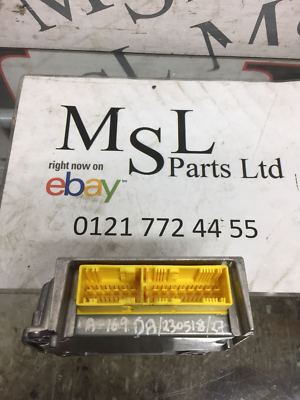 MSL
Parts Ltd
right now on
ebay
0121 772 44 55
A-169 DA/230518/27